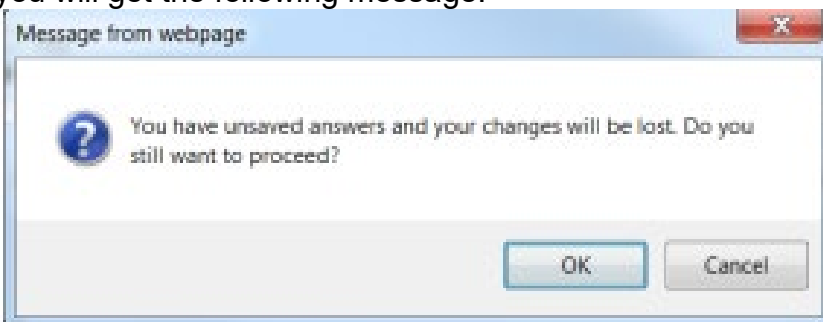 you will get the following message:
Message from webpage
You have unsaved answers and your changes will be lost. Do you
still want to proceed?
OK
Cancel